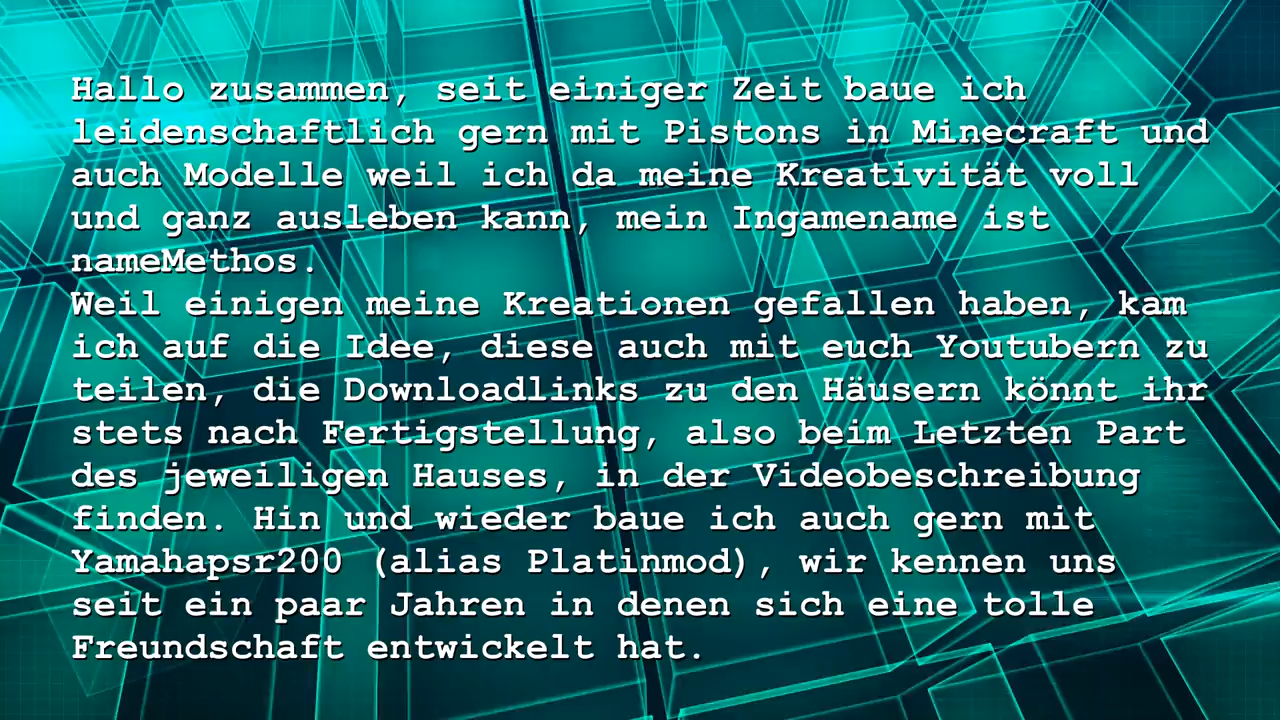 Hallo zusammen, seit einiger Zeit baue ich
leidenschaftlich gern mit Pistons in Minecraft und
auch Modelle weil ich da meine Kreativität voll
und ganz ausleben kann, mein Ingamename ist
nameMethos.
Weil einigen meine Kreationen gefallen haben, kam
ich auf die Idee, diese auch mit euch Youtubern zu
teilen, die Downloadlinks zu den Häusern könnt ihr
stets nach Fertigstellung, also beim Letzten Part
des jeweiligen Hauses, in der Videobeschreibung
finden. Hin und wieder baue ich auch gern mit
Yamahapsr200 (alias Platinmod), wir kennen uns
seit ein paar Jahren in denen sich eine tolle
Freundschaft entwickelt hat.